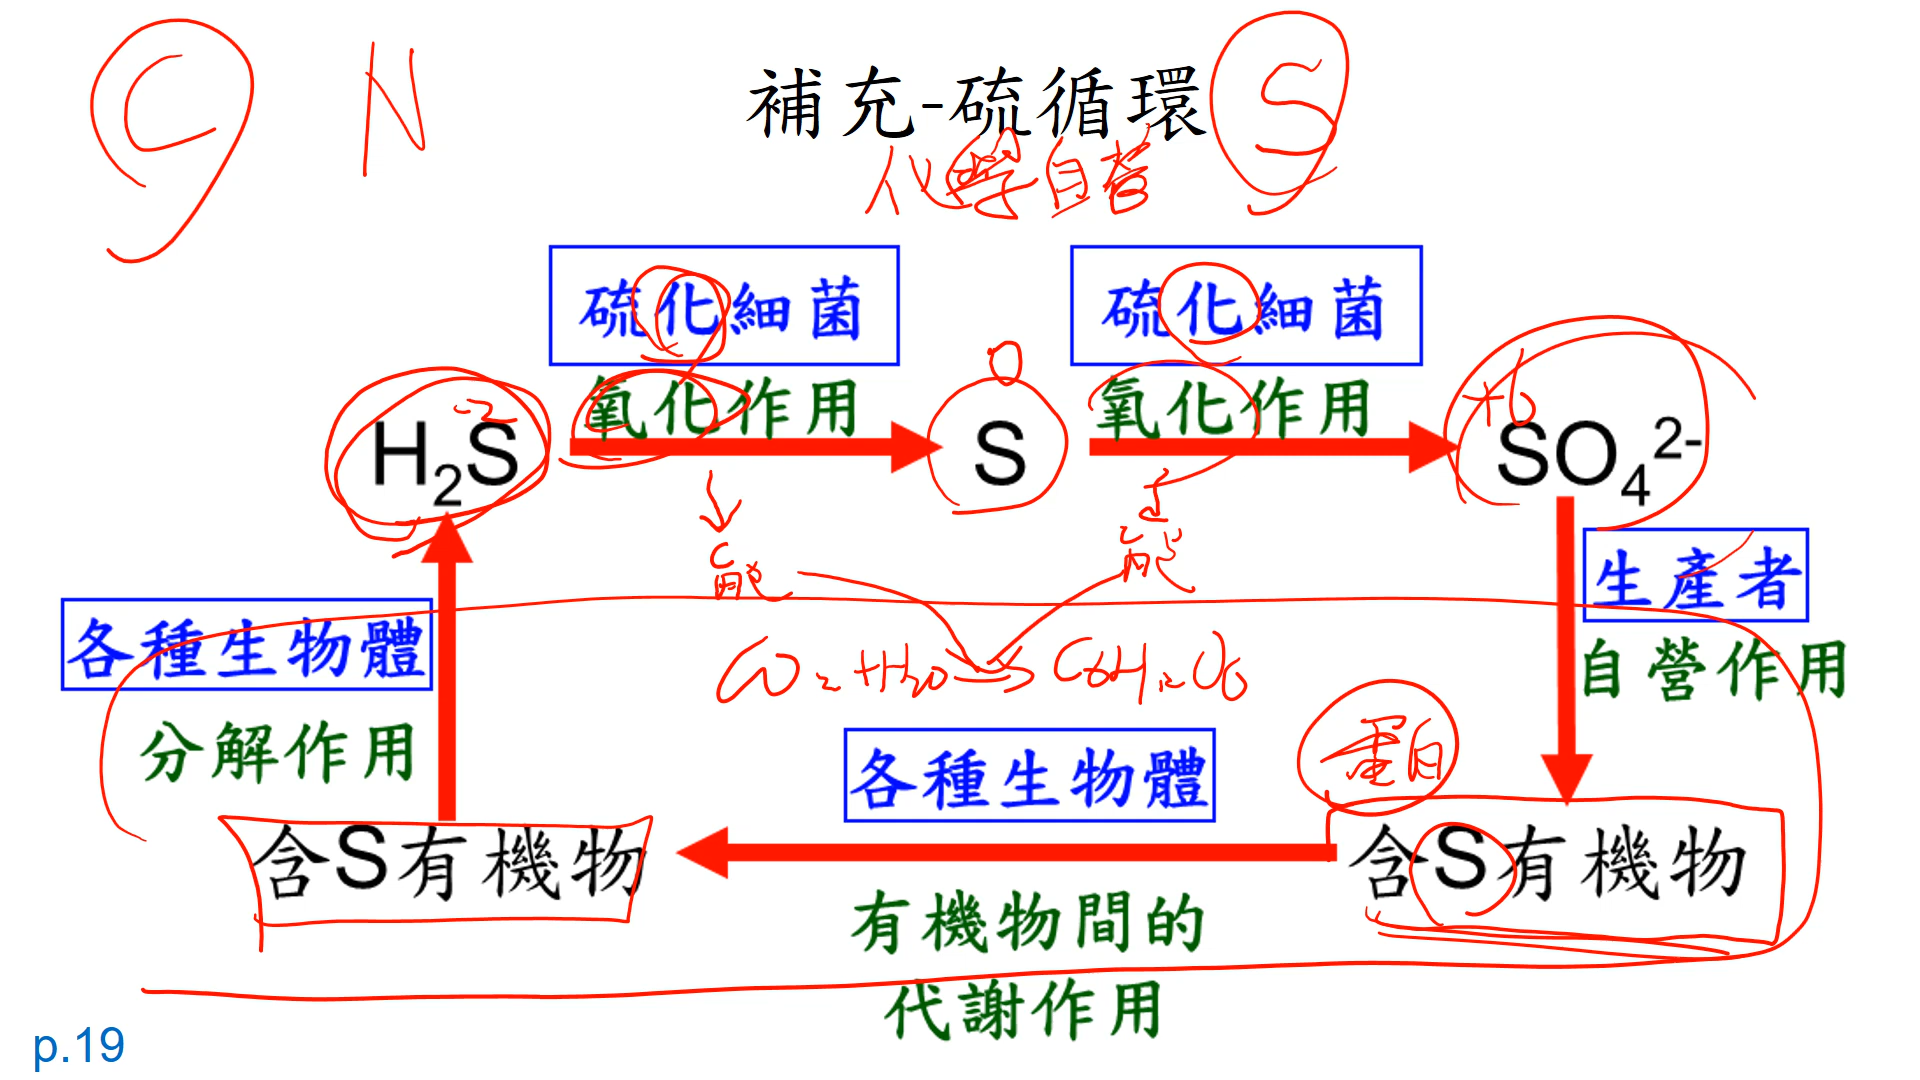 C N
補充-硫循環 S
化學自營
硫化細菌 硫化細菌
氧化作用 氧化作用
-2 0 +6
H₂S S SO₄²⁻
能 能
生產者
各種生物體
自營作用
CO₂+H₂O → C₆H₁₂O₆
分解作用
蛋白
各種生物體
含S有機物 含S有機物
有機物間的
代謝作用
p.19